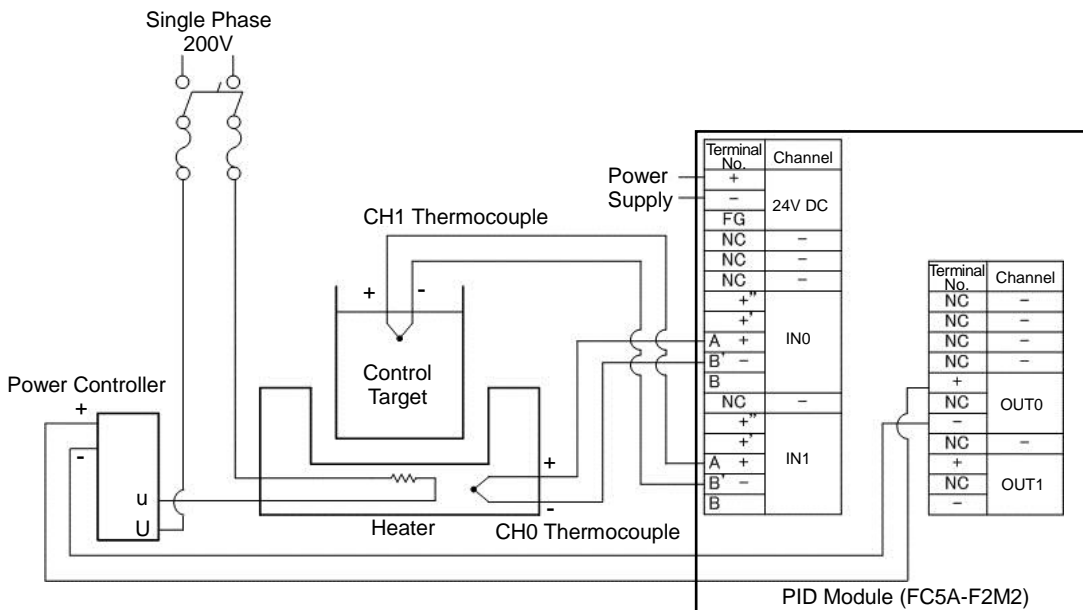 Single Phase
200V
CH1 Thermocouple
+ -
Control
Target
Power Controller
+
-
u
U
Heater
+
-
CH0 Thermocouple
Power
Supply
Terminal No. Channel
+
-
FG
24V DC
NC -
NC -
NC -
+"
+'
A +
B' -
B
IN0
NC -
+"
+'
A +
B' -
B
IN1
Terminal No. Channel
NC -
NC -
NC -
NC -
+
NC
-
OUT0
NC -
+
NC
-
OUT1
PID Module (FC5A-F2M2)